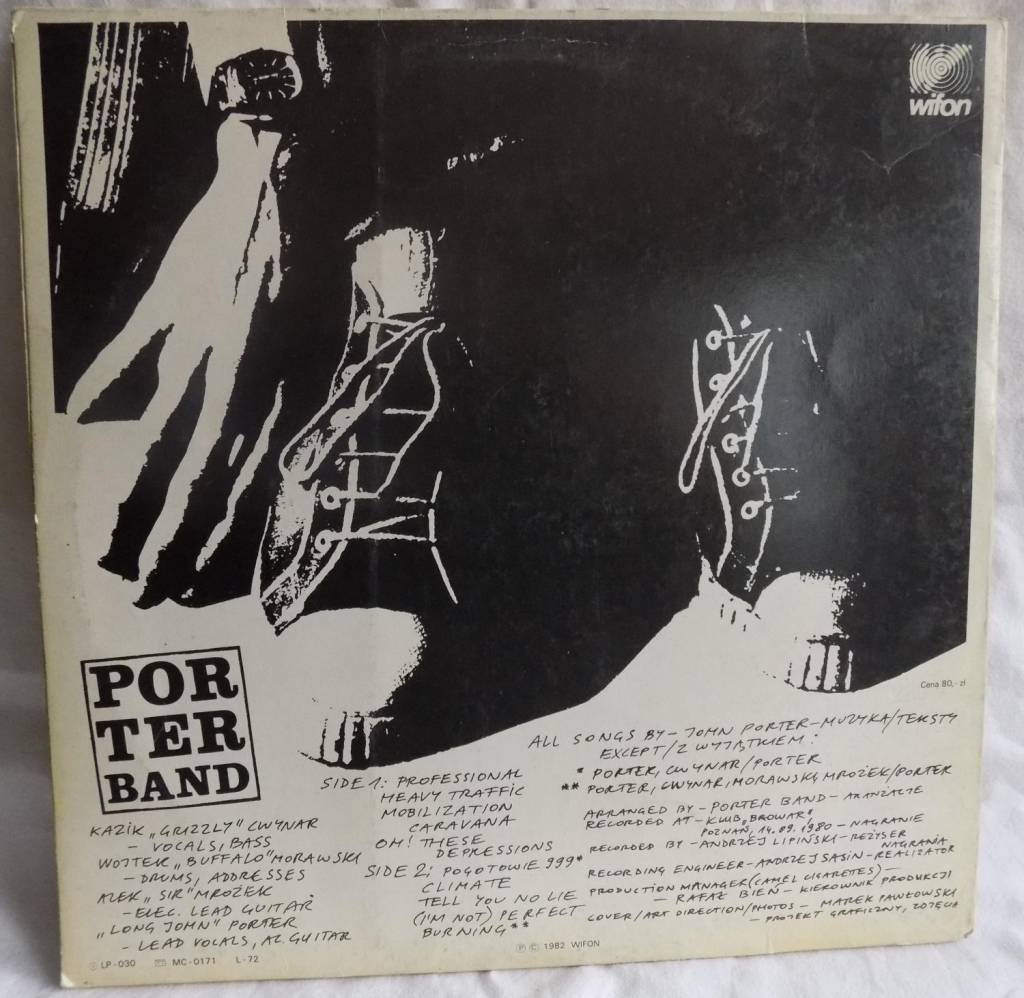 wifon
Cena 80,- zł
POR
TER
BAND
KAZIK „GRIZZLY" CWYNAR
- VOCALS, BASS
WOJTEK „BUFFALO" MORAWSKI
- DRUMS, ADDRESSES
ALEK „SIR" MROŻEK
- ELEC. LEAD GUITAR
„LONG JOHN" PORTER
- LEAD VOCALS, AC. GUITAR
SIDE 1: PROFESSIONAL
HEAVY TRAFFIC
MOBILIZATION
CARAVANA
OH! THESE
DEPRESSIONS
SIDE 2: POGOTOWIE 999*
CLIMATE
TELL YOU NO LIE
(I'M NOT) PERFECT
BURNING**
ALL SONGS BY - JOHN PORTER - MUZYKA/TEKSTY
EXCEPT/Z WYJĄTKIEM:
* PORTER, CWYNAR/PORTER
** PORTER, CWYNAR, MORAWSKI, MROŻEK/PORTER
ARRANGED BY - PORTER BAND - ARANŻACJE
RECORDED AT - KLUB „BROWAR"
POZNAŃ, 14.09.1980 - NAGRANIE
RECORDED BY - ANDRZEJ LIPIŃSKI - REŻYSER
NAGRANIA
RECORDING ENGINEER - ANDRZEJ SASIN - REALIZATOR
PRODUCTION MANAGER (CAMEL CIGARETES) -
- RAFAŁ BIEŃ - KIEROWNIK PRODUKCJI
COVER/ART DIRECTION/PHOTOS - MAREK PAWŁOWSKI
- PROJEKT GRAFICZNY, ZDJĘCIA
LP-030 MC-0171 L-72
Ⓟ © 1982 WIFON